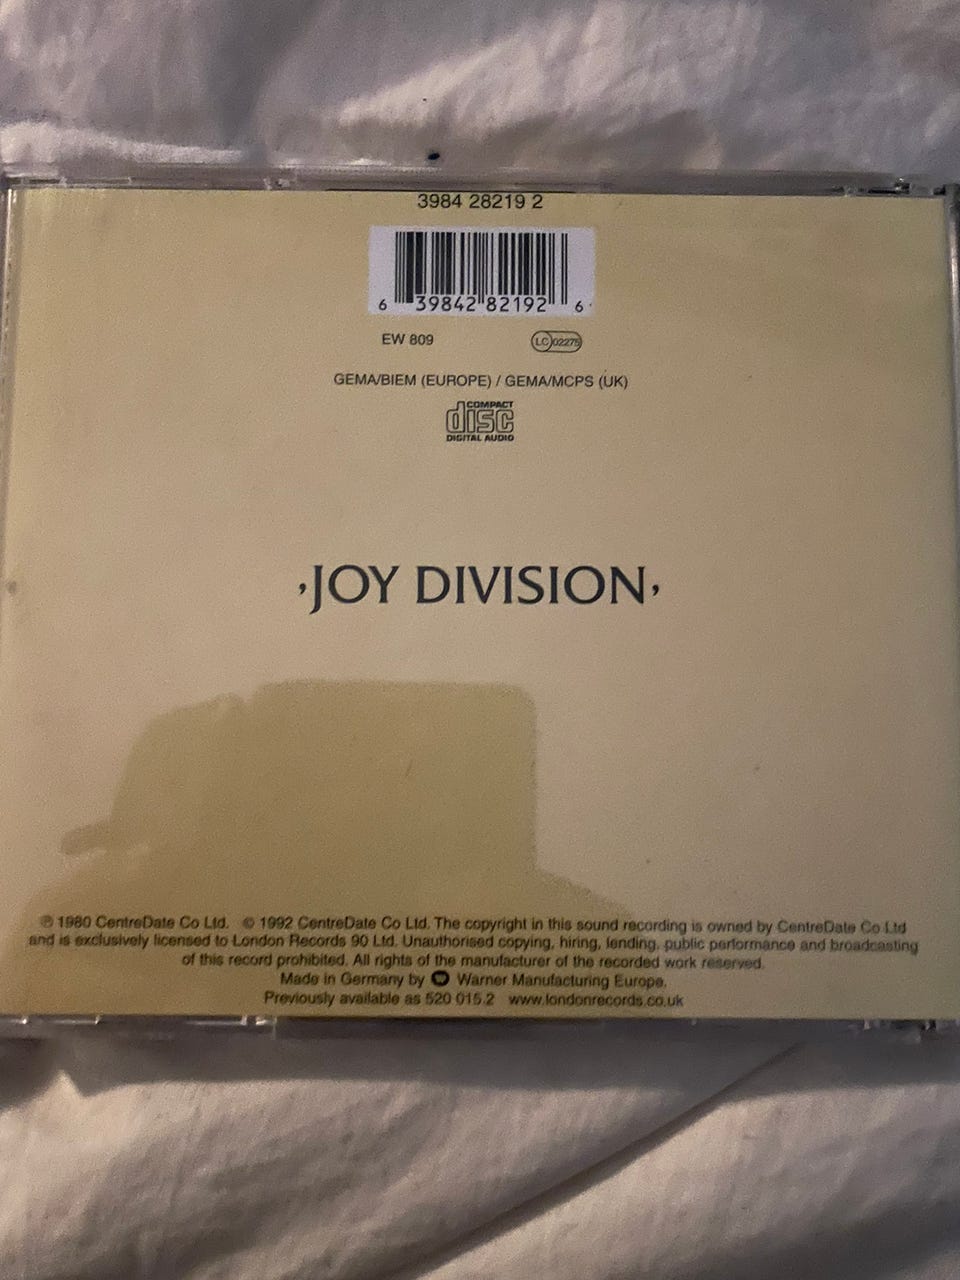 3984 28219 2
6 39842 82192 6
EW 809
LC 02275
GEMA/BIEM (EUROPE) / GEMA/MCPS (UK)
COMPACT
disc
DIGITAL AUDIO
‚JOY DIVISION‚
℗ 1980 CentreDate Co Ltd. © 1992 CentreDate Co Ltd. The copyright in this sound recording is owned by CentreDate Co Ltd
and is exclusively licensed to London Records 90 Ltd. Unauthorised copying, hiring, lending, public performance and broadcasting
of this record prohibited. All rights of the manufacturer of the recorded work reserved.
Made in Germany by Warner Manufacturing Europe.
Previously available as 520 015.2 www.londonrecords.co.uk